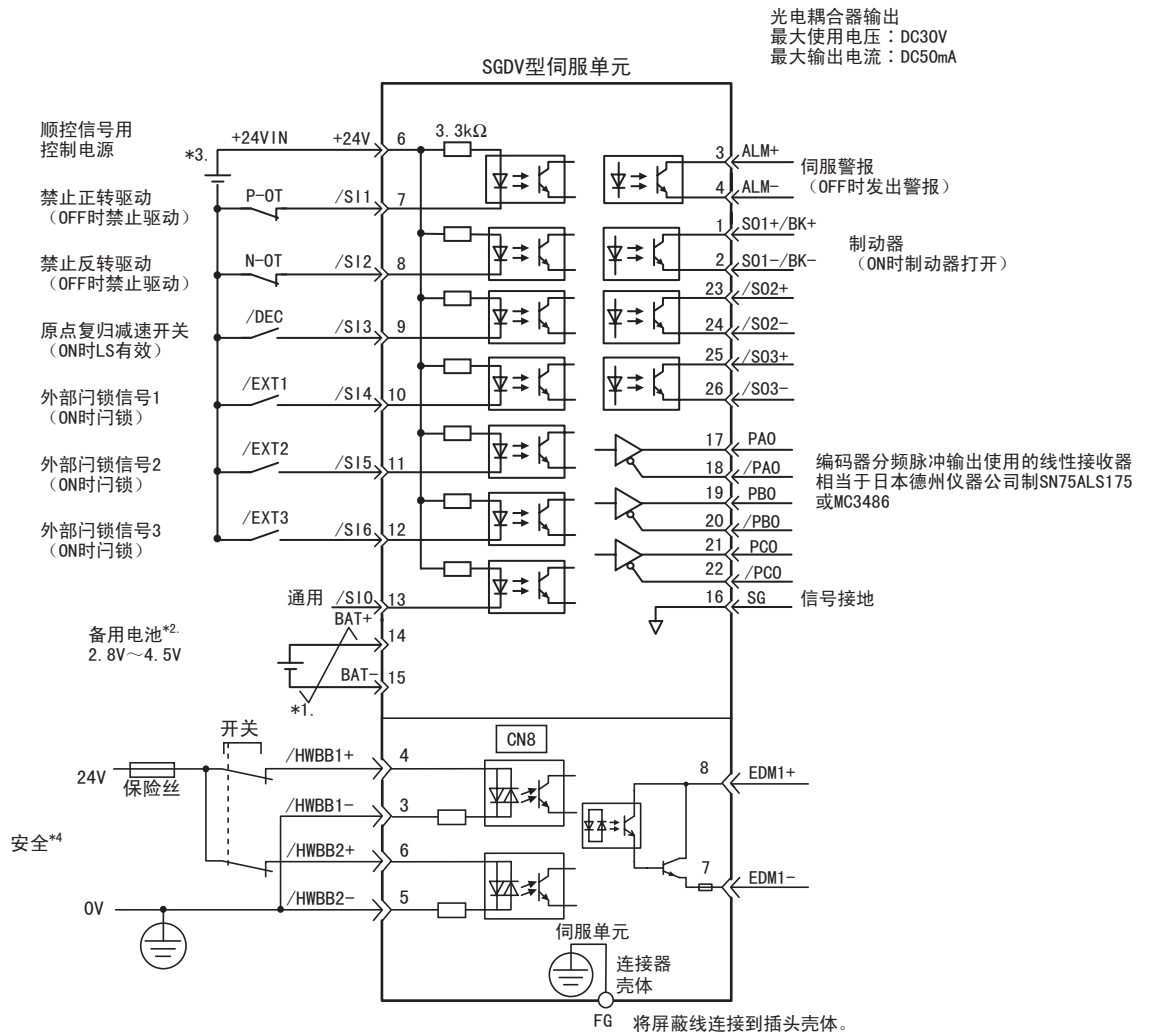 光电耦合器输出
最大使用电压：DC30V
最大输出电流：DC50mA
SGDV型伺服单元
顺控信号用
控制电源
*3.
+24VIN
+24V
6
3.3kΩ
禁止正转驱动
（OFF时禁止驱动）
P-OT
/SI1
7
禁止反转驱动
（OFF时禁止驱动）
N-OT
/SI2
8
原点复归减速开关
（ON时LS有效）
/DEC
/SI3
9
外部闩锁信号1
（ON时闩锁）
/EXT1
/SI4
10
外部闩锁信号2
（ON时闩锁）
/EXT2
/SI5
11
外部闩锁信号3
（ON时闩锁）
/EXT3
/SI6
12
通用
/SI0
13
备用电池*2.
2.8V～4.5V
BAT+
14
BAT-
15
*1.
3
ALM+
4
ALM-
伺服警报
（OFF时发出警报）
1
SO1+/BK+
2
SO1-/BK-
制动器
（ON时制动器打开）
23
/SO2+
24
/SO2-
25
/SO3+
26
/SO3-
17
PAO
18
/PAO
19
PBO
20
/PBO
21
PCO
22
/PCO
编码器分频脉冲输出使用的线性接收器
相当于日本德州仪器公司制SN75ALS175
或MC3486
16
SG
信号接地
CN8
开关
24V
保险丝
/HWBB1+
4
/HWBB1-
3
安全*4
/HWBB2+
6
/HWBB2-
5
0V
8
EDM1+
7
EDM1-
伺服单元
连接器
壳体
FG
将屏蔽线连接到插头壳体。